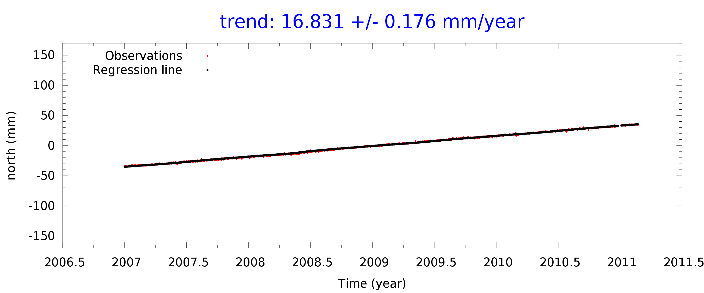 trend: 16.831 +/- 0.176 mm/year
Observations
Regression line
150
100
50
0
-50
-100
-150
north (mm)
2006.5 2007 2007.5 2008 2008.5 2009 2009.5 2010 2010.5 2011 2011.5
Time (year)